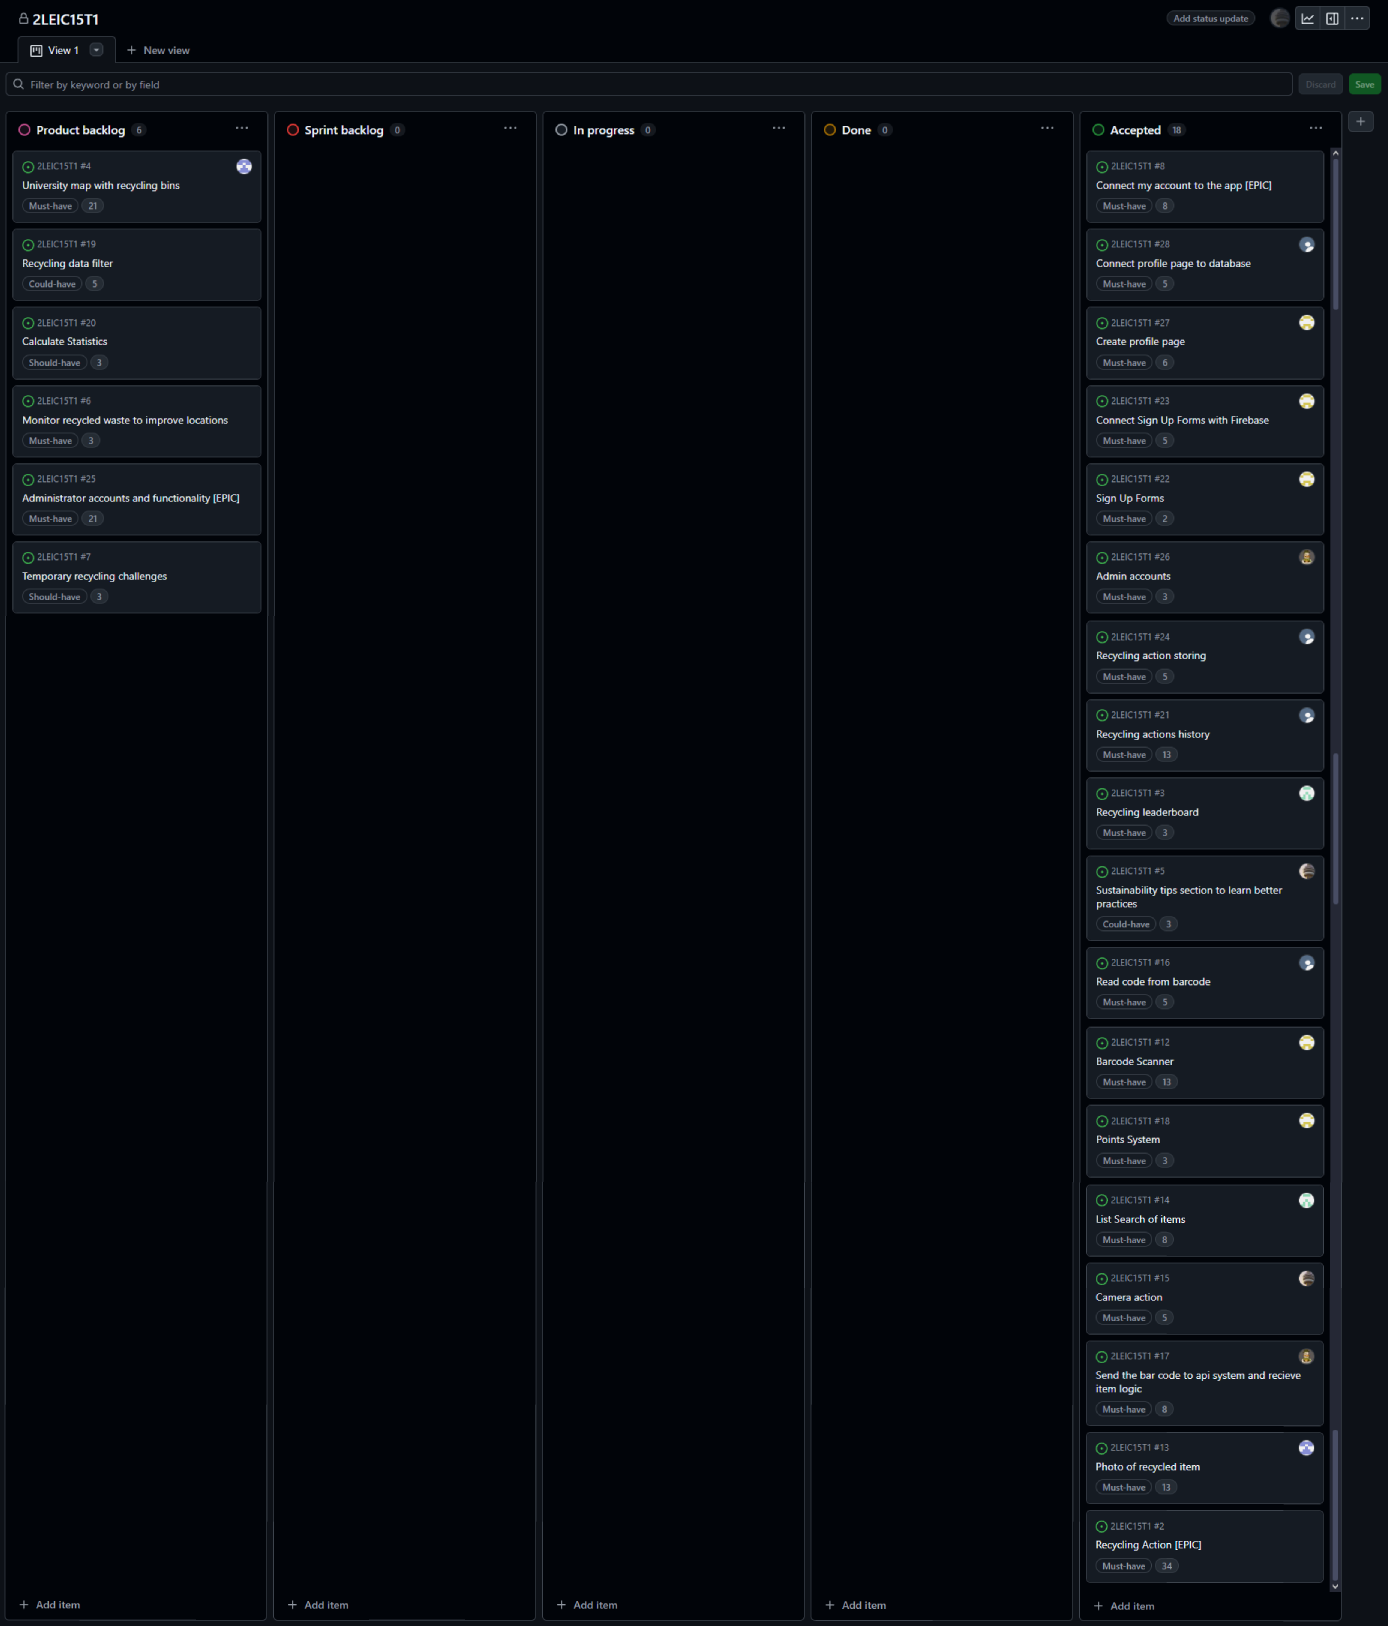 2LEIC15T1
Add status update
View 1
New view
Filter by keyword or by field
Discard
Save
Product backlog 6
2LEIC15T1 #4
University map with recycling bins
Must-have 21
2LEIC15T1 #19
Recycling data filter
Could-have 5
2LEIC15T1 #20
Calculate Statistics
Should-have 3
2LEIC15T1 #6
Monitor recycled waste to improve locations
Must-have 3
2LEIC15T1 #25
Administrator accounts and functionality [EPIC]
Must-have 21
2LEIC15T1 #7
Temporary recycling challenges
Should-have 3
Add item
Sprint backlog 0
Add item
In progress 0
Add item
Done 0
Add item
Accepted 18
2LEIC15T1 #8
Connect my account to the app [EPIC]
Must-have 8
2LEIC15T1 #28
Connect profile page to database
Must-have 5
2LEIC15T1 #27
Create profile page
Must-have 6
2LEIC15T1 #23
Connect Sign Up Forms with Firebase
Must-have 5
2LEIC15T1 #22
Sign Up Forms
Must-have 2
2LEIC15T1 #26
Admin accounts
Must-have 3
2LEIC15T1 #24
Recycling action storing
Must-have 5
2LEIC15T1 #21
Recycling actions history
Must-have 13
2LEIC15T1 #3
Recycling leaderboard
Must-have 3
2LEIC15T1 #5
Sustainability tips section to learn better
practices
Could-have 3
2LEIC15T1 #16
Read code from barcode
Must-have 5
2LEIC15T1 #12
Barcode Scanner
Must-have 13
2LEIC15T1 #18
Points System
Must-have 3
2LEIC15T1 #14
List Search of items
Must-have 8
2LEIC15T1 #15
Camera action
Must-have 5
2LEIC15T1 #17
Send the bar code to api system and recieve
item logic
Must-have 8
2LEIC15T1 #13
Photo of recycled item
Must-have 13
2LEIC15T1 #2
Recycling Action [EPIC]
Must-have 34
Add item